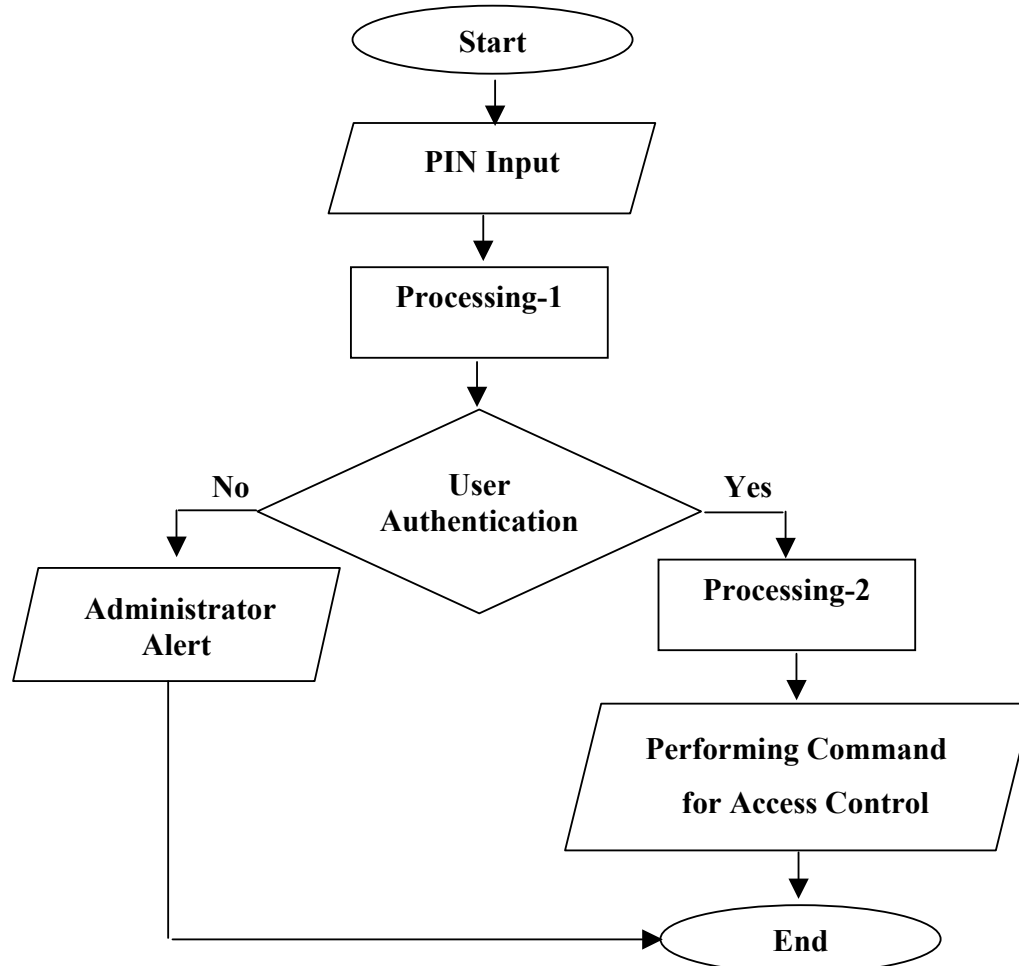 Start
PIN Input
Processing-1
No
User
Authentication
Yes
Administrator
Alert
Processing-2
Performing Command
for Access Control
End